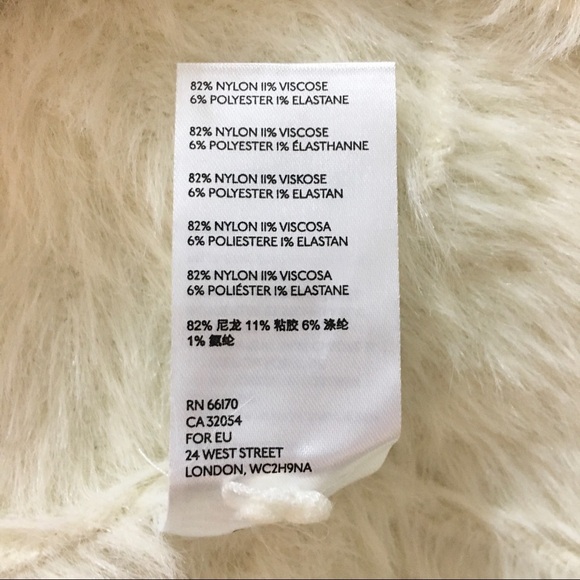 82% NYLON 11% VISCOSE
6% POLYESTER 1% ELASTANE
82% NYLON 11% VISCOSE
6% POLYESTER 1% ÉLASTHANNE
82% NYLON 11% VISKOSE
6% POLYESTER 1% ELASTAN
82% NYLON 11% VISCOSA
6% POLIESTERE 1% ELASTAN
82% NYLON 11% VISCOSA
6% POLIÉSTER 1% ELASTANE
82% 尼龙 11% 粘胶 6% 涤纶
1% 氨纶
RN 66170
CA 32054
FOR EU
24 WEST STREET
LONDON, WC2H9NA